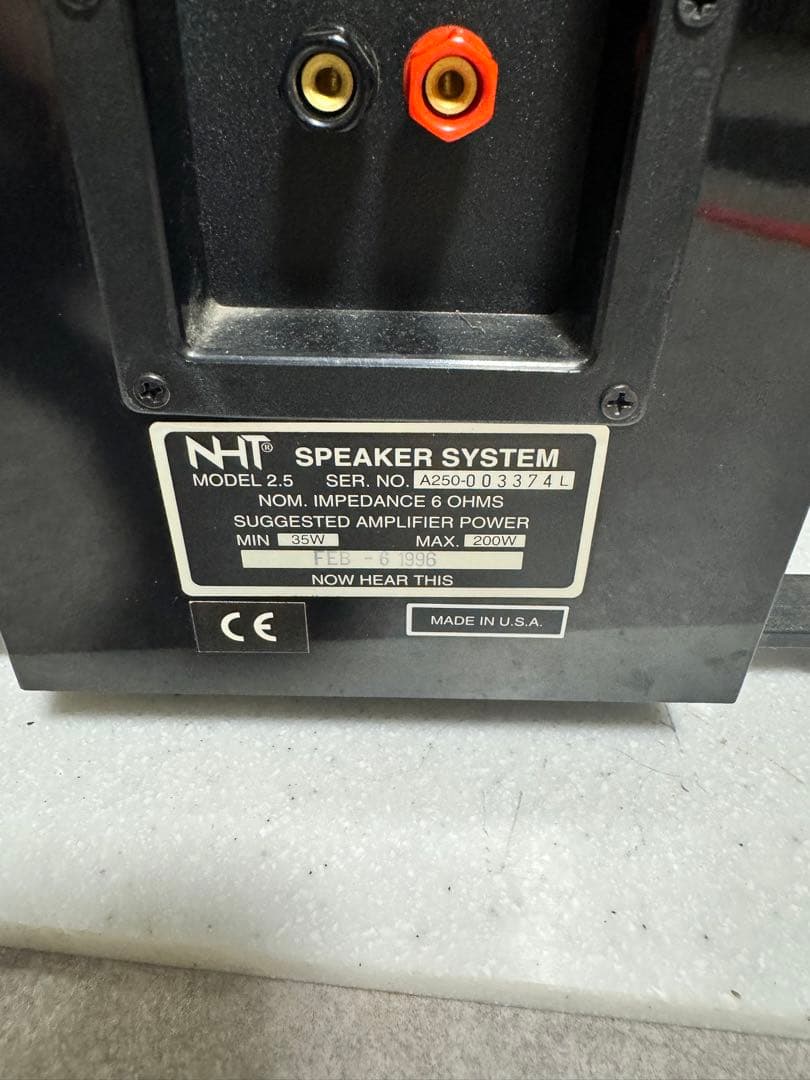 NHT® SPEAKER SYSTEM
MODEL 2.5 SER. NO. A250-003374L
NOM. IMPEDANCE 6 OHMS
SUGGESTED AMPLIFIER POWER
MIN 35W MAX. 200W
FEB - 6 1996
NOW HEAR THIS
CE
MADE IN U.S.A.